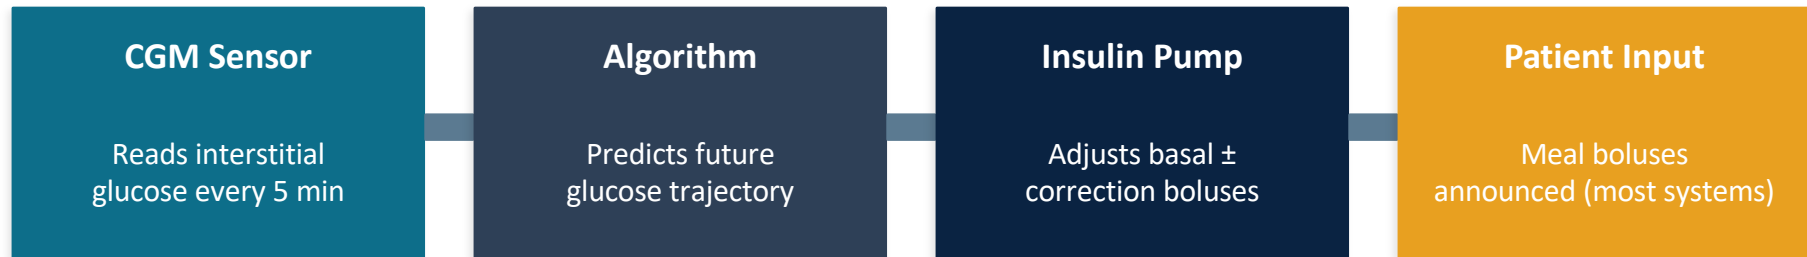 CGM Sensor
Reads interstitial
glucose every 5 min
Algorithm
Predicts future
glucose trajectory
Insulin Pump
Adjusts basal ±
correction boluses
Patient Input
Meal boluses
announced (most systems)